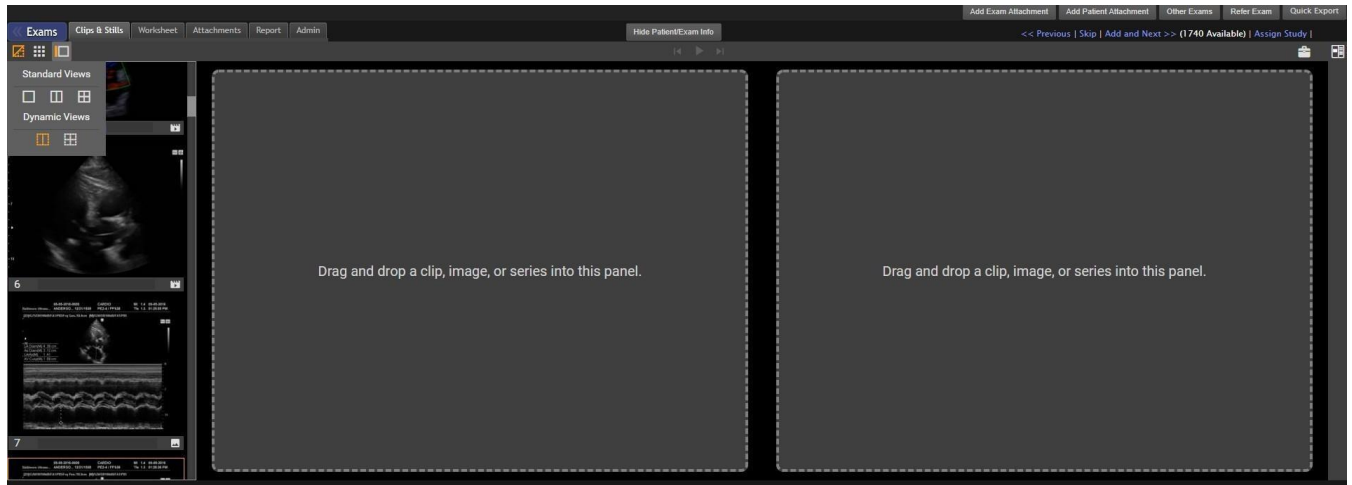 Add Exam Attachment
Add Patient Attachment
Other Exams
Refer Exam
Quick Export
Exams
Clips & Stills
Worksheet
Attachments
Report
Admin
Hide Patient/Exam Info
<< Previous | Skip | Add and Next >> (1740 Available) | Assign Study |
Standard Views
Dynamic Views
Drag and drop a clip, image, or series into this panel.
Drag and drop a clip, image, or series into this panel.
6
7